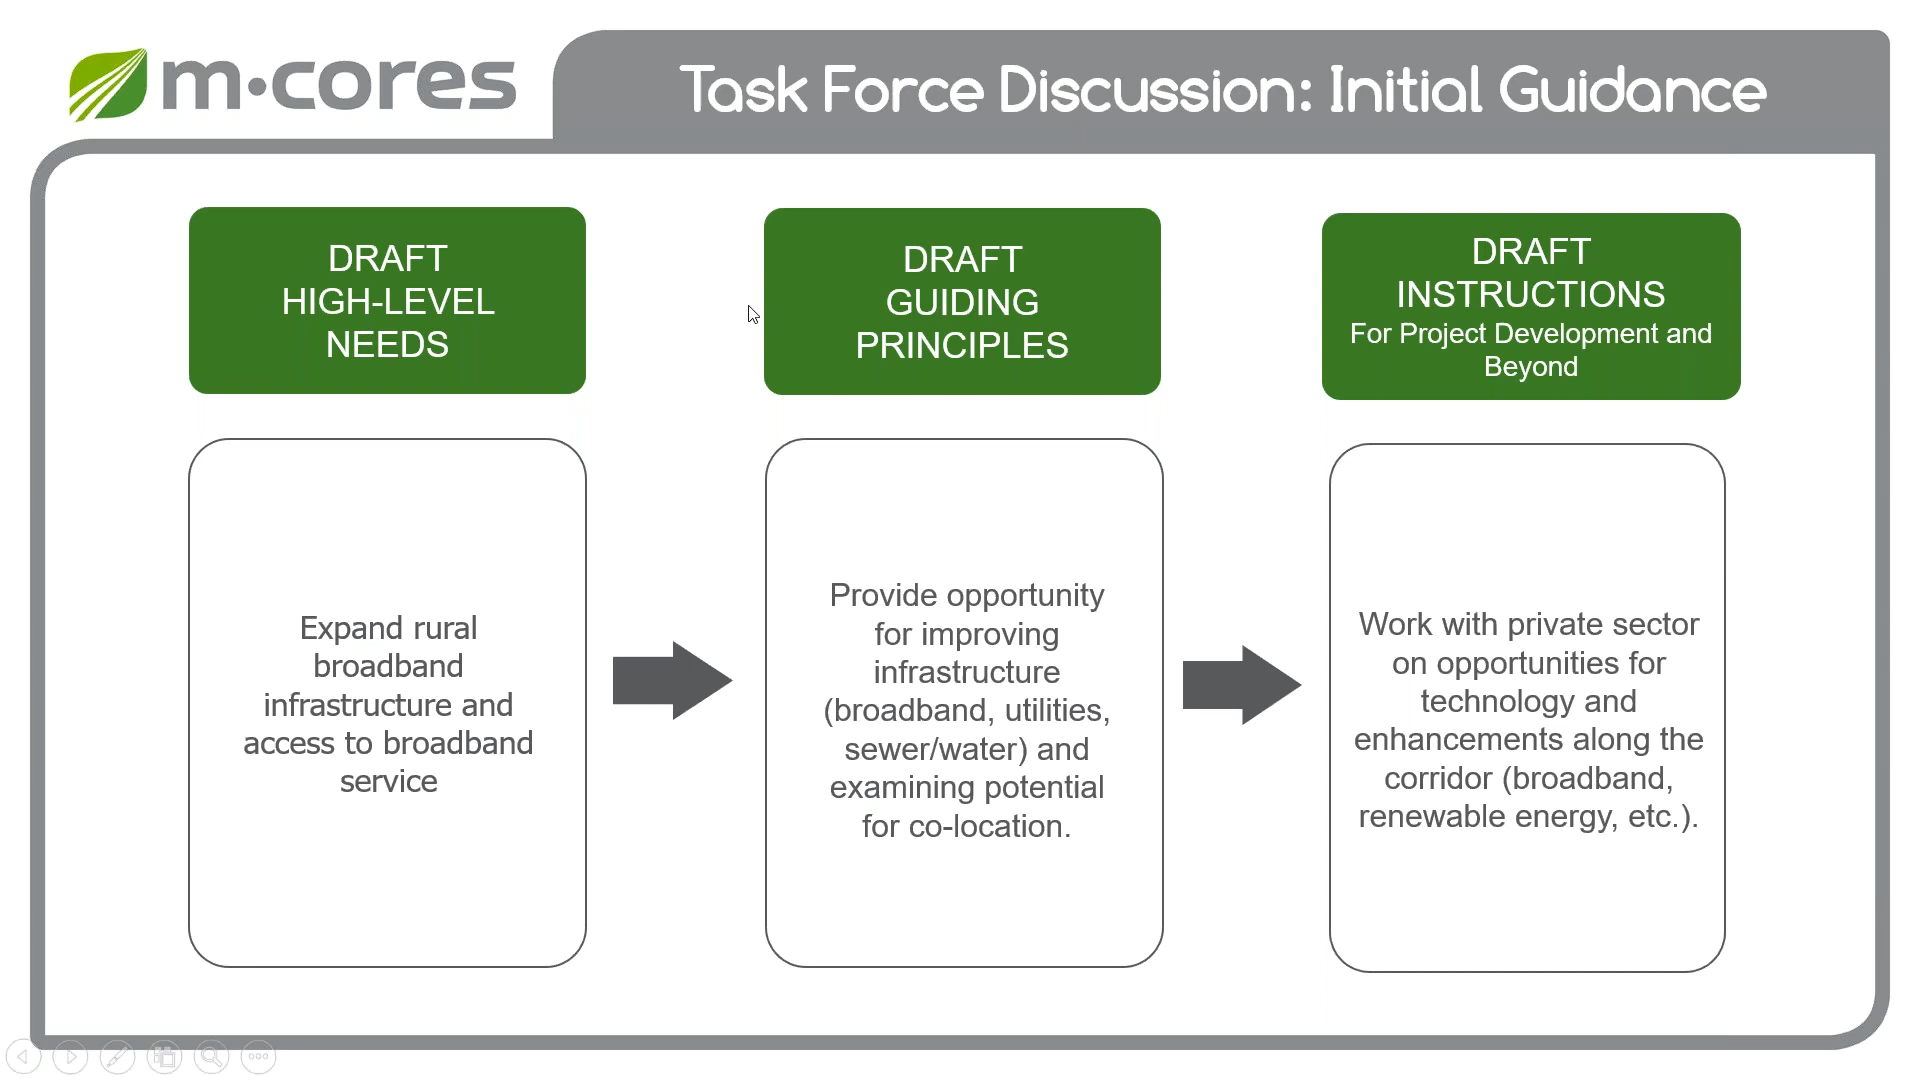 m·cores
Task Force Discussion: Initial Guidance
DRAFT
HIGH-LEVEL
NEEDS
DRAFT
GUIDING
PRINCIPLES
DRAFT
INSTRUCTIONS
For Project Development and
Beyond
Expand rural
broadband
infrastructure and
access to broadband
service
Provide opportunity
for improving
infrastructure
(broadband, utilities,
sewer/water) and
examining potential
for co-location.
Work with private sector
on opportunities for
technology and
enhancements along the
corridor (broadband,
renewable energy, etc.).